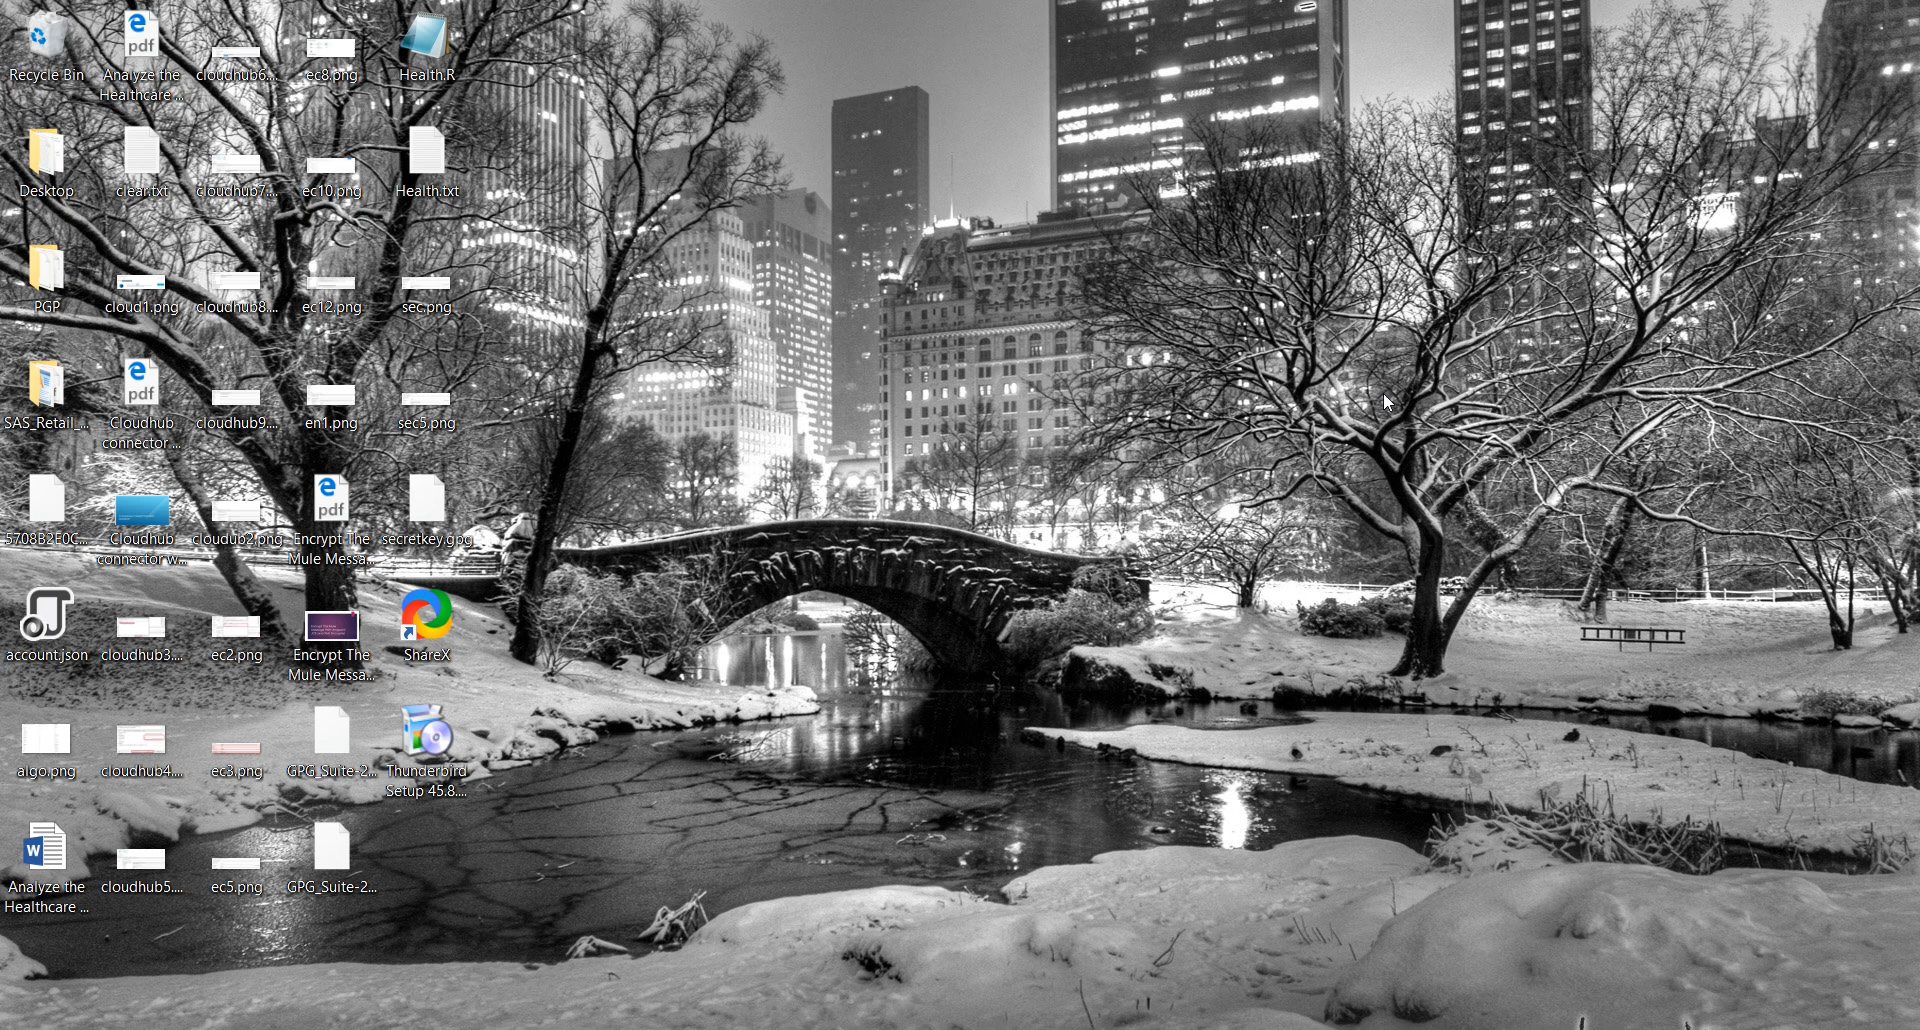 Recycle Bin
Analyze the
Healthcare ...
cloudhub6....
ec8.png
Health.R
Desktop
clear.txt
cloudhub7....
ec10.png
Health.txt
PGP
cloud1.png
cloudhub8....
ec12.png
sec.png
SAS_Retail_...
Cloudhub
connector ...
cloudhub9....
en1.png
sec5.png
5708B2E0C...
Cloudhub
connector w...
cloudub2.png
Encrypt The
Mule Messa...
secretkey.gpg
account.json
cloudhub3....
ec2.png
Encrypt The
Mule Messa...
ShareX
algo.png
cloudhub4....
ec3.png
GPG_Suite-2...
Thunderbird
Setup 45.8....
Analyze the
Healthcare ...
cloudhub5....
ec5.png
GPG_Suite-2...
pdf
pdf
pdf
W